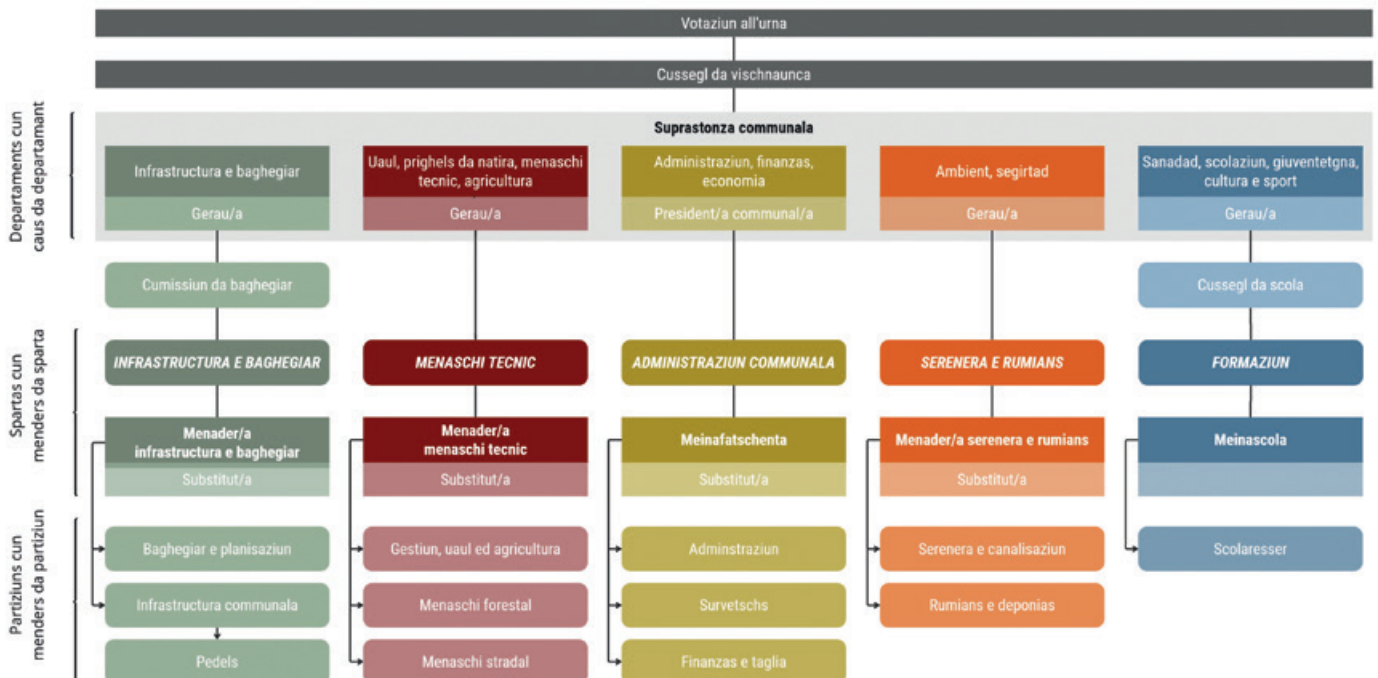 Votaziun all'urna
Cussegl da vischnaunca
Departaments cun
caus da departamant
Suprastonza communala
Infrastructura e baghegiar
Gerau/a
Uaul, prighels da natira, menaschi
tecnic, agricultura
Gerau/a
Administraziun, finanzas,
economia
President/a communal/a
Ambient, segirtad
Gerau/a
Sanadad, scolaziun, giuventetgna,
cultura e sport
Gerau/a
Cumissiun da baghegiar
Cussegl da scola
Spartas cun
menders da sparta
INFRASTRUCTURA E BAGHEGIAR
MENASCHI TECNIC
ADMINISTRAZIUN COMMUNALA
SERENERA E RUMIANS
FORMAZIUN
Menader/a
infrastructura e baghegiar
Substitut/a
Menader/a
menaschi tecnic
Substitut/a
Meinafatschenta
Substitut/a
Menader/a serenera e rumians
Substitut/a
Meinascola
Partiziuns cun
menders da partiziun
Baghegiar e planisaziun
Gestiun, uaul ed agricultura
Adminstraziun
Serenera e canalisaziun
Scolaresser
Infrastructura communala
Menaschi forestal
Survetschs
Rumians e deponias
Pedels
Menaschi stradal
Finanzas e taglia